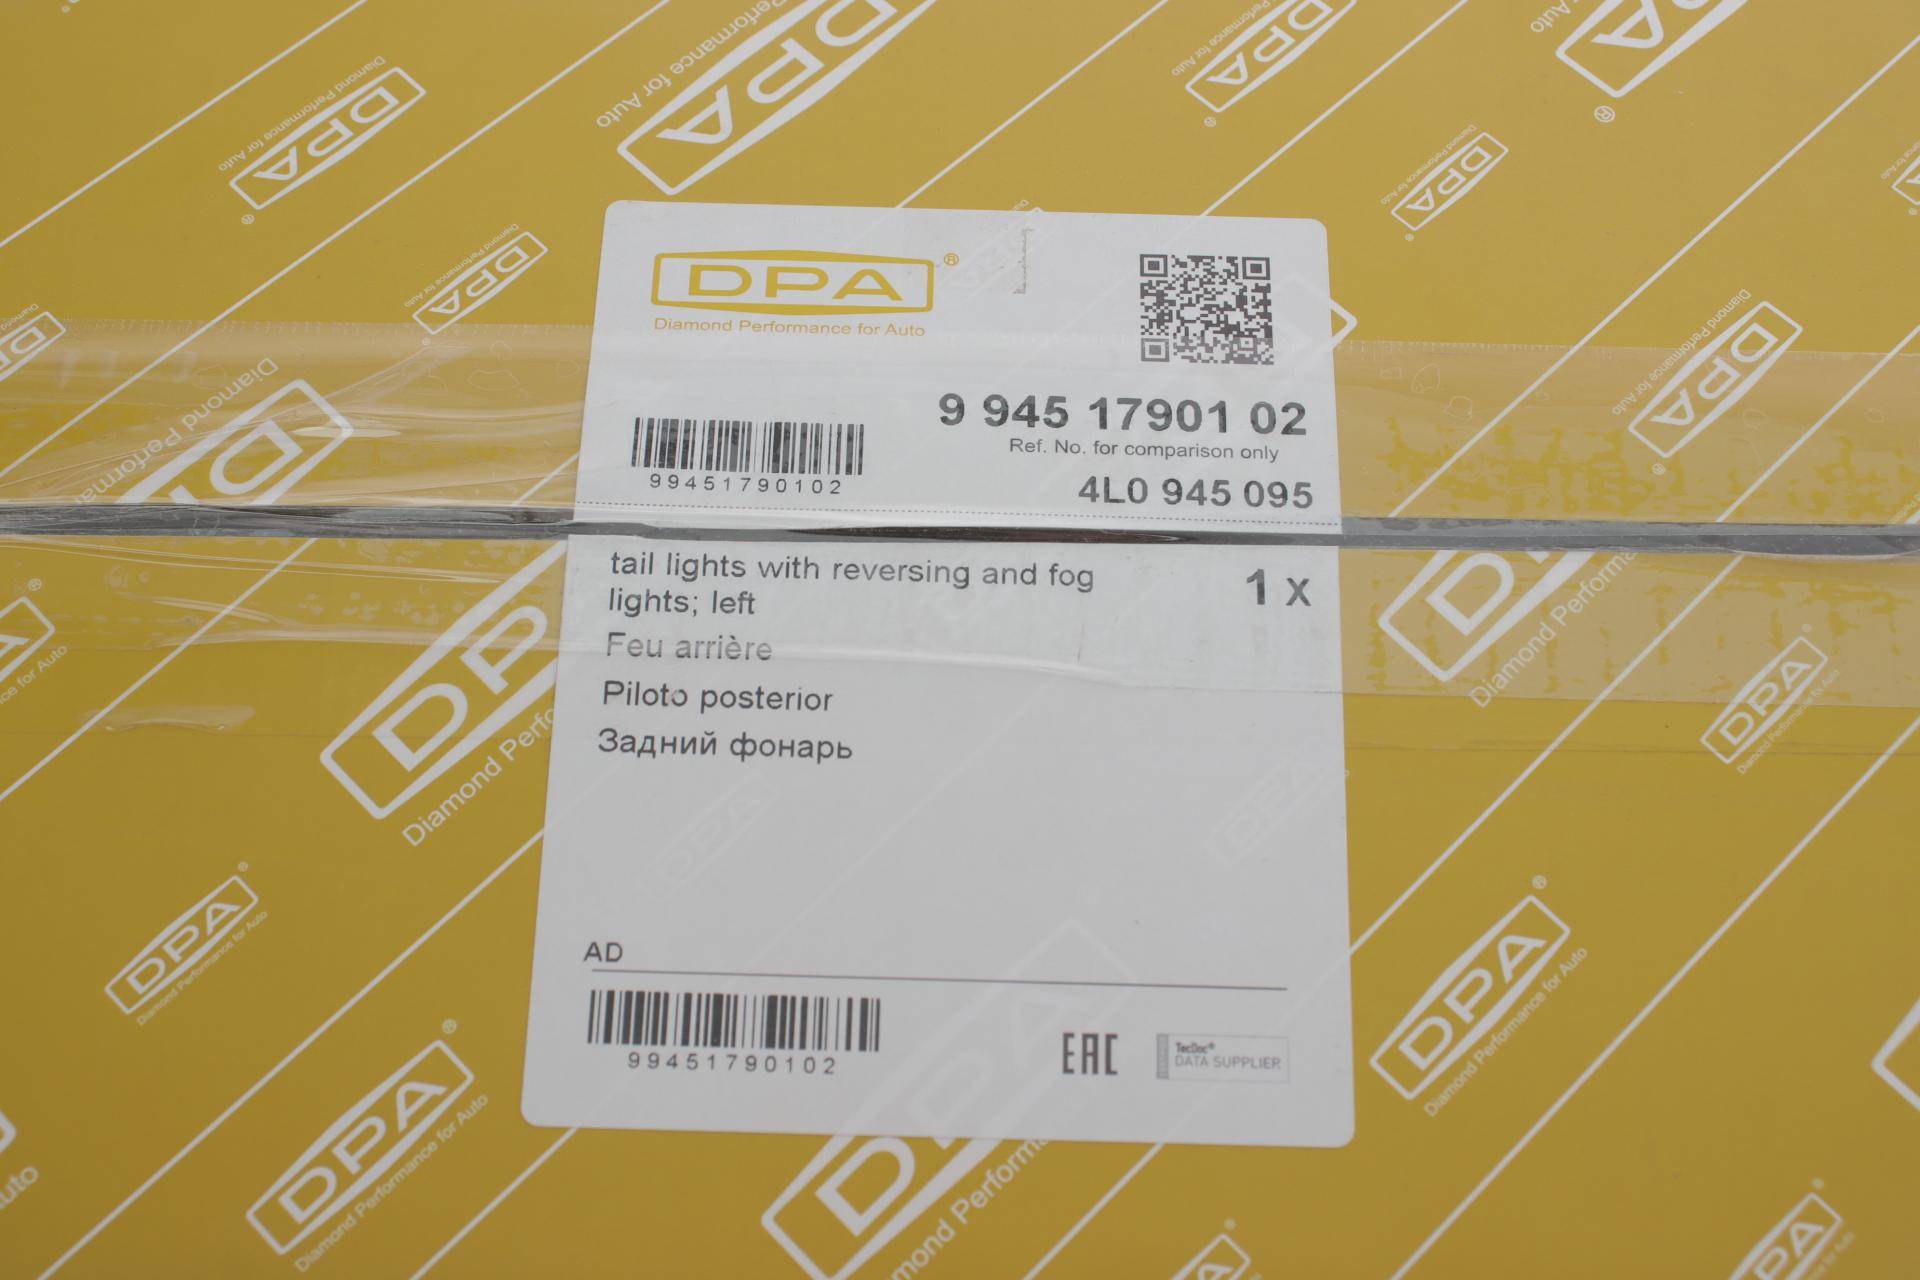 DPA®
Diamond Performance for Auto
9 945 17901 02
Ref. No. for comparison only
99451790102
4L0 945 095
tail lights with reversing and fog
lights; left
1 x
Feu arrière
Piloto posterior
Задний фонарь
AD
99451790102
EAC
TecDoc®
DATA SUPPLIER